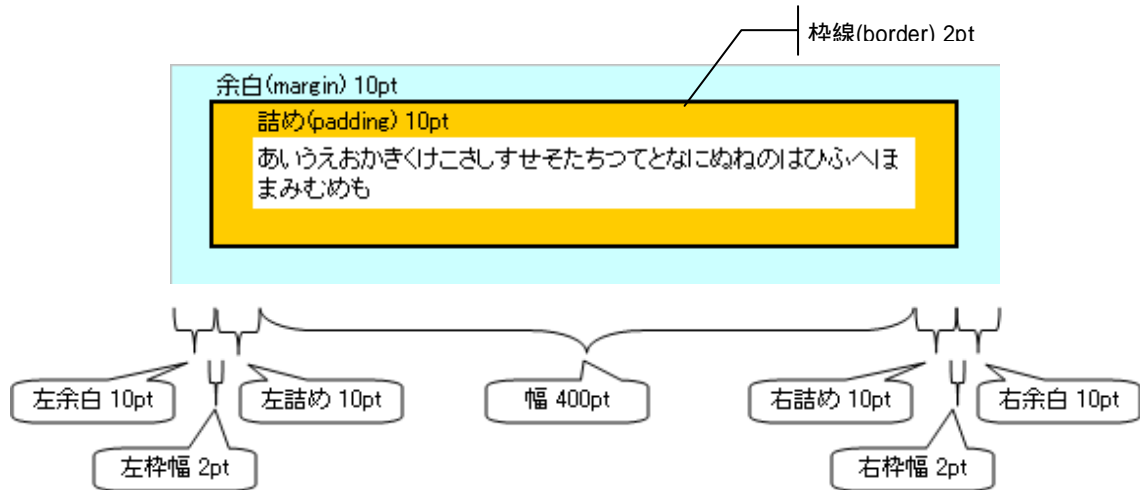 枠線(border) 2pt
余白(margin) 10pt
詰め(padding) 10pt
あいうえおかきくけこさしすせそたちつてとなにぬねのはひふへほ
まみむめも
左余白 10pt
左詰め 10pt
幅 400pt
右詰め 10pt
右余白 10pt
左枠幅 2pt
右枠幅 2pt